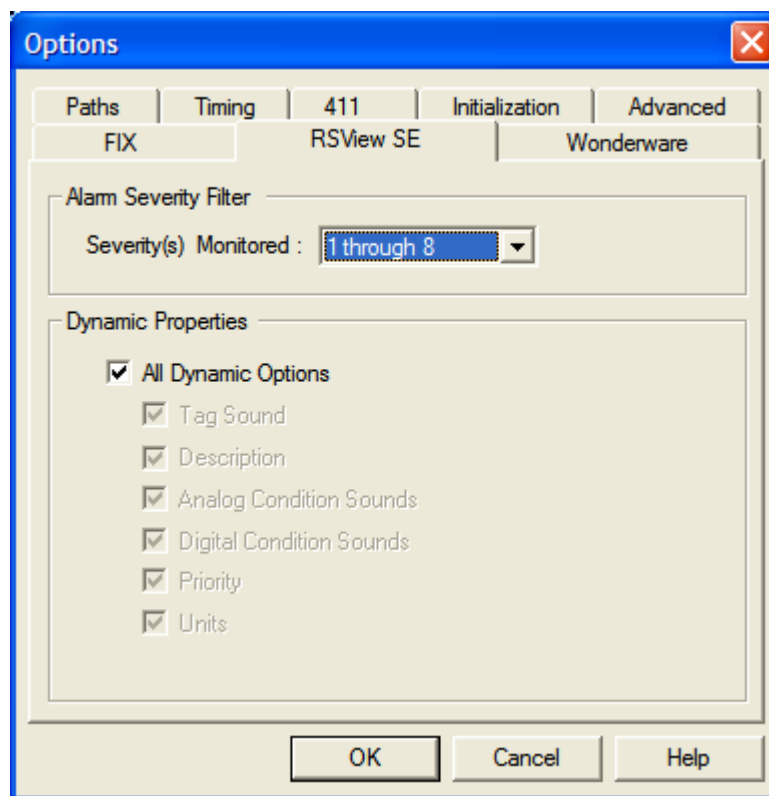 Options
Paths Timing 411 Initialization Advanced
FIX RSView SE Wonderware
Alarm Severity Filter
Severity(s) Monitored : 1 through 8
Dynamic Properties
All Dynamic Options
Tag Sound
Description
Analog Condition Sounds
Digital Condition Sounds
Priority
Units
OK Cancel Help